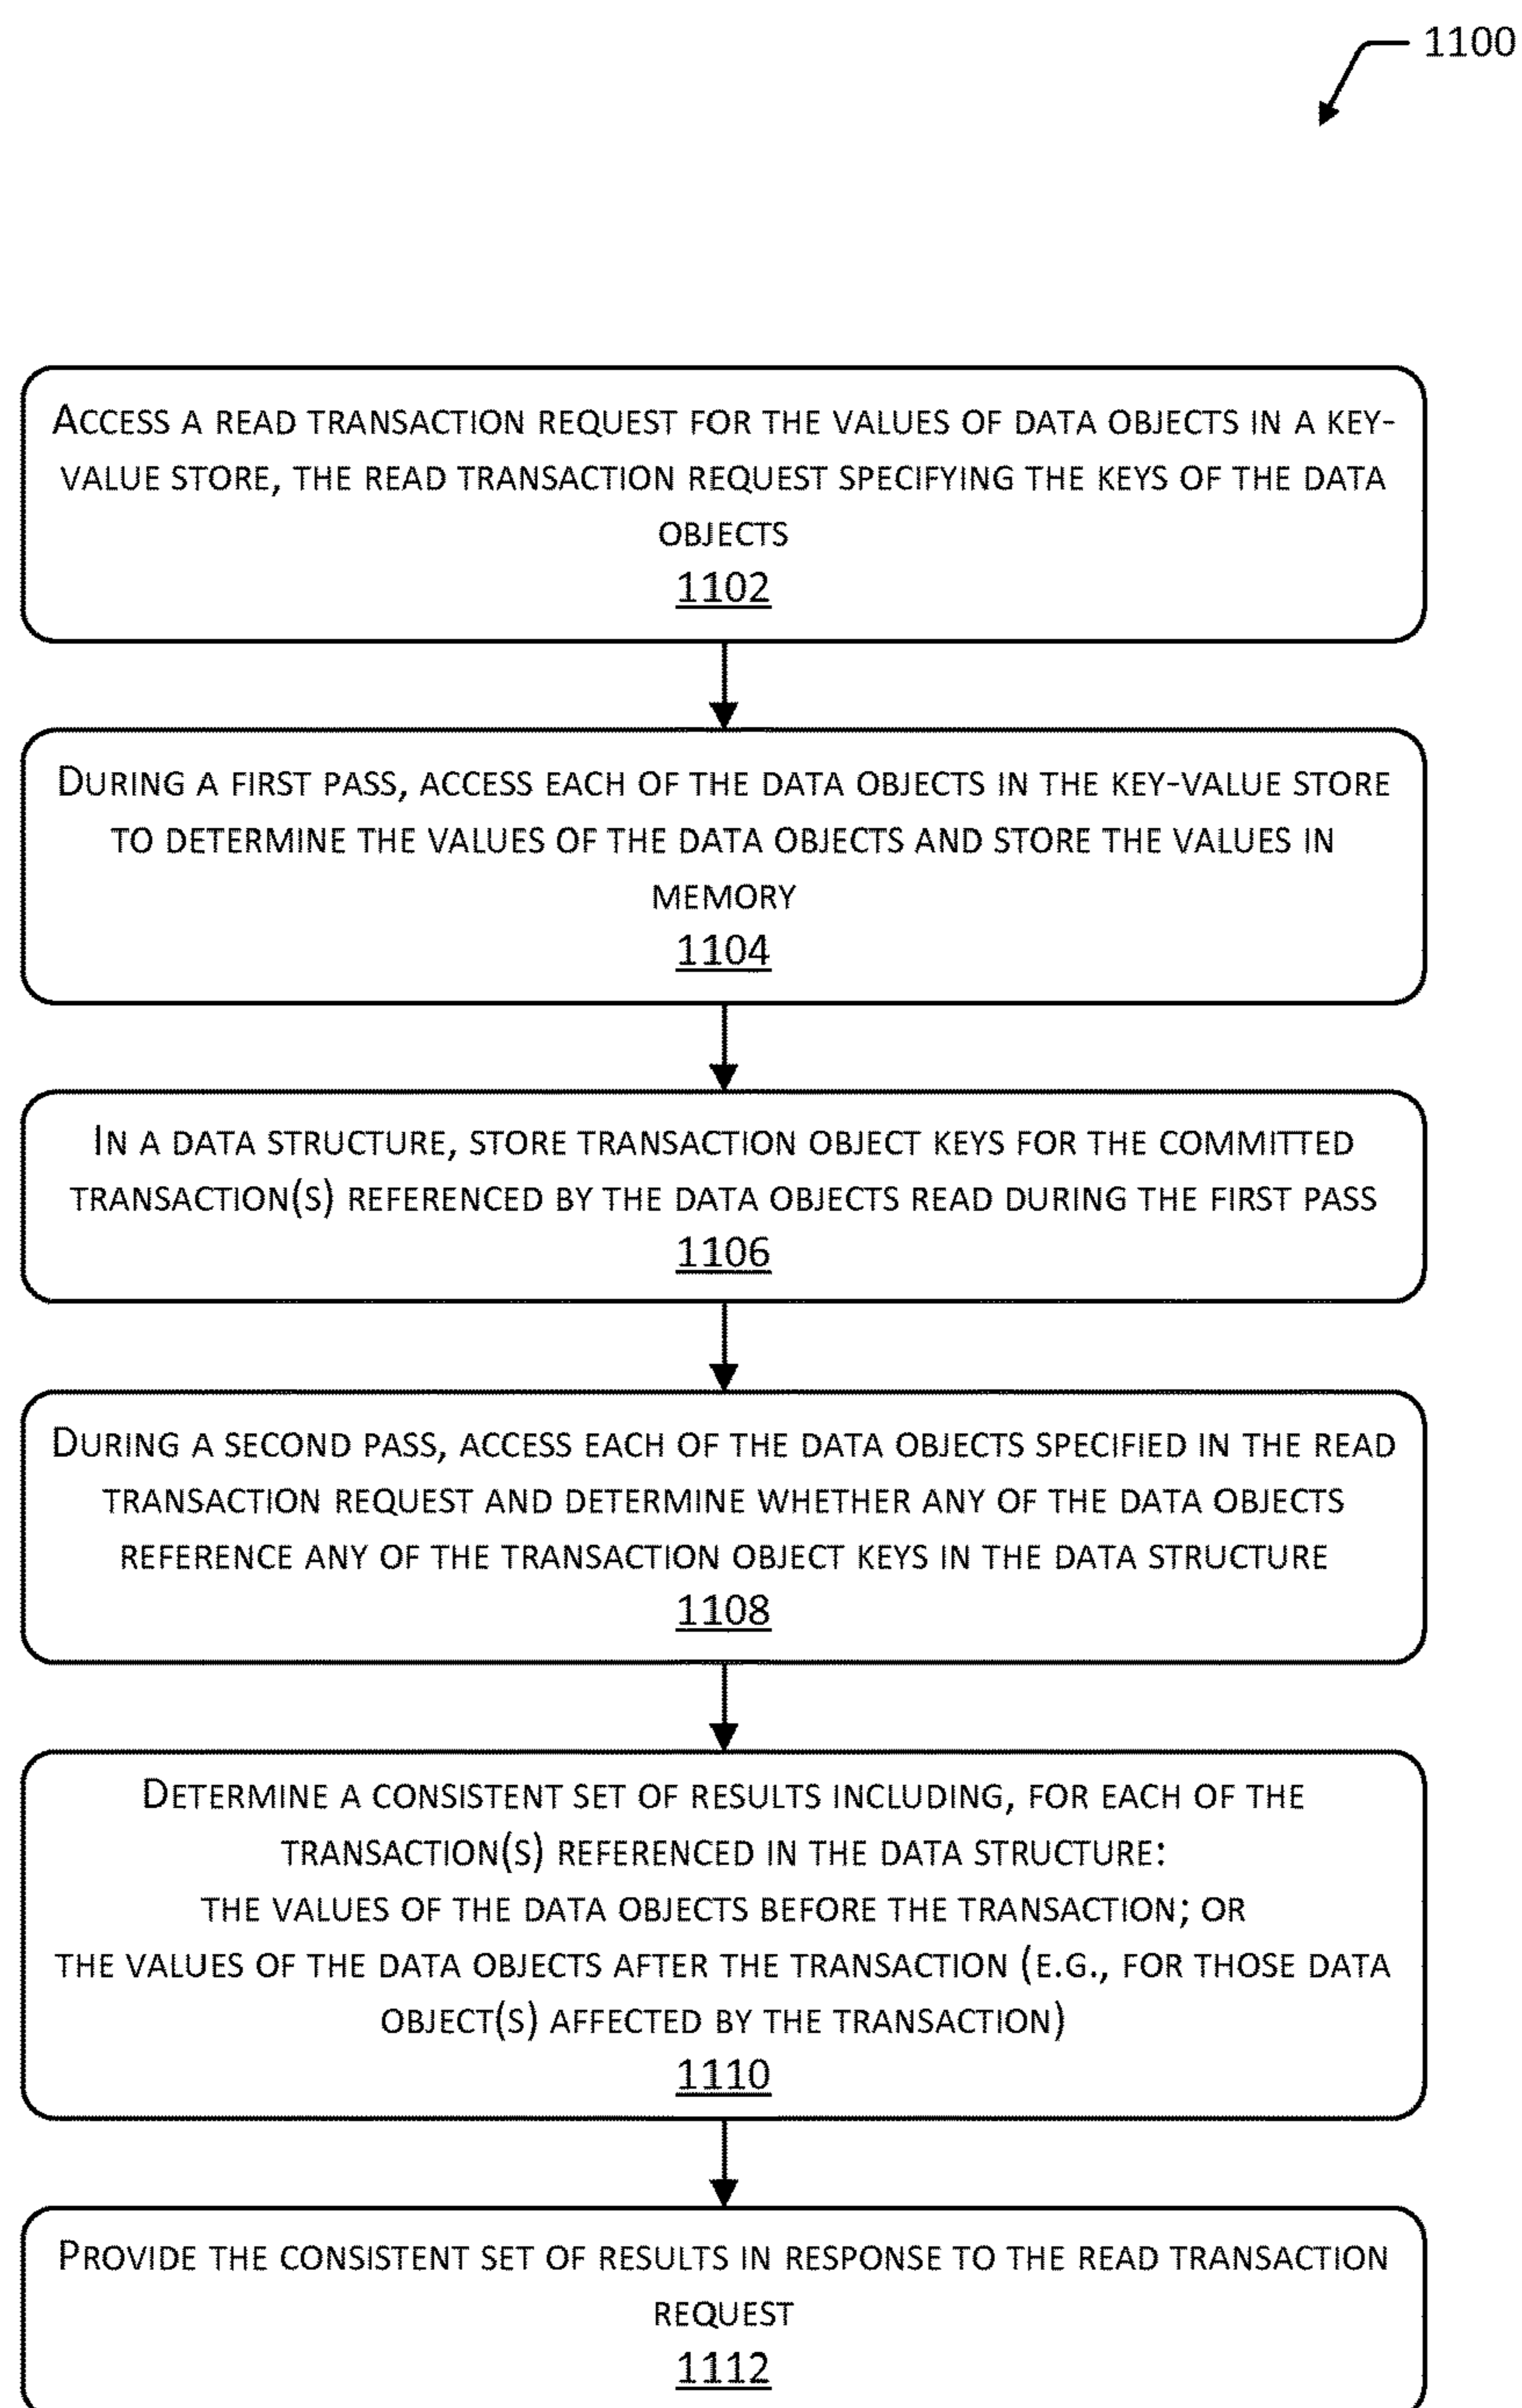 1100
ACCESS A READ TRANSACTION REQUEST FOR THE VALUES OF DATA OBJECTS IN A KEY-
VALUE STORE, THE READ TRANSACTION REQUEST SPECIFYING THE KEYS OF THE DATA
OBJECTS
1102
DURING A FIRST PASS, ACCESS EACH OF THE DATA OBJECTS IN THE KEY-VALUE STORE
TO DETERMINE THE VALUES OF THE DATA OBJECTS AND STORE THE VALUES IN
MEMORY
1104
IN A DATA STRUCTURE, STORE TRANSACTION OBJECT KEYS FOR THE COMMITTED
TRANSACTION(S) REFERENCED BY THE DATA OBJECTS READ DURING THE FIRST PASS
1106
DURING A SECOND PASS, ACCESS EACH OF THE DATA OBJECTS SPECIFIED IN THE READ
TRANSACTION REQUEST AND DETERMINE WHETHER ANY OF THE DATA OBJECTS
REFERENCE ANY OF THE TRANSACTION OBJECT KEYS IN THE DATA STRUCTURE
1108
DETERMINE A CONSISTENT SET OF RESULTS INCLUDING, FOR EACH OF THE
TRANSACTION(S) REFERENCED IN THE DATA STRUCTURE:
THE VALUES OF THE DATA OBJECTS BEFORE THE TRANSACTION; OR
THE VALUES OF THE DATA OBJECTS AFTER THE TRANSACTION (E.G., FOR THOSE DATA
OBJECT(S) AFFECTED BY THE TRANSACTION)
1110
PROVIDE THE CONSISTENT SET OF RESULTS IN RESPONSE TO THE READ TRANSACTION
REQUEST
1112